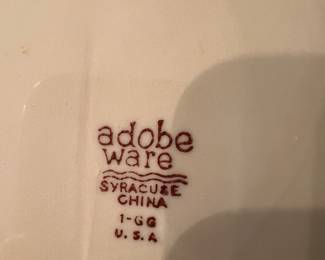 adobe
ware
SYRACUSE
CHINA
1-GG
U.S.A